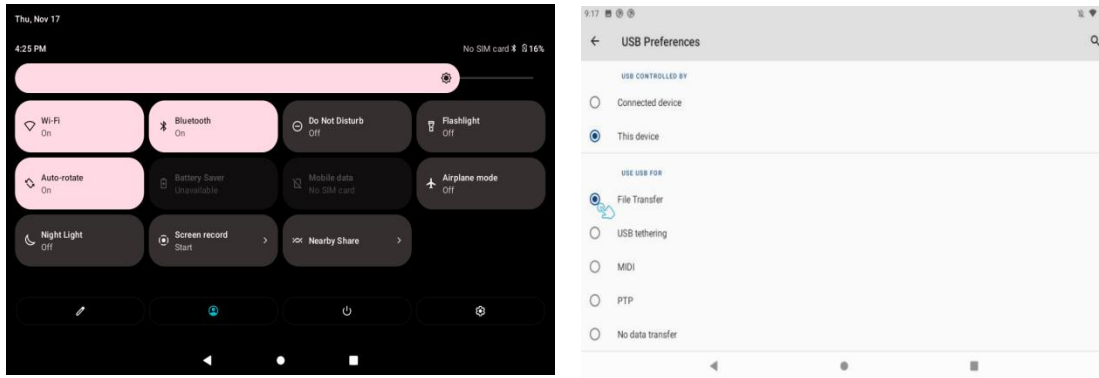 Thu, Nov 17
4:25 PM
No SIM card 16%
Wi-Fi
On
Bluetooth
On
Do Not Disturb
Off
Flashlight
Off
Auto-rotate
On
Battery Saver
Unavailable
Mobile data
No SIM card
Airplane mode
Off
Night Light
Off
Screen record
Start
Nearby Share
9:17
USB Preferences
USB CONTROLLED BY
Connected device
This device
USE USB FOR
File Transfer
USB tethering
MIDI
PTP
No data transfer